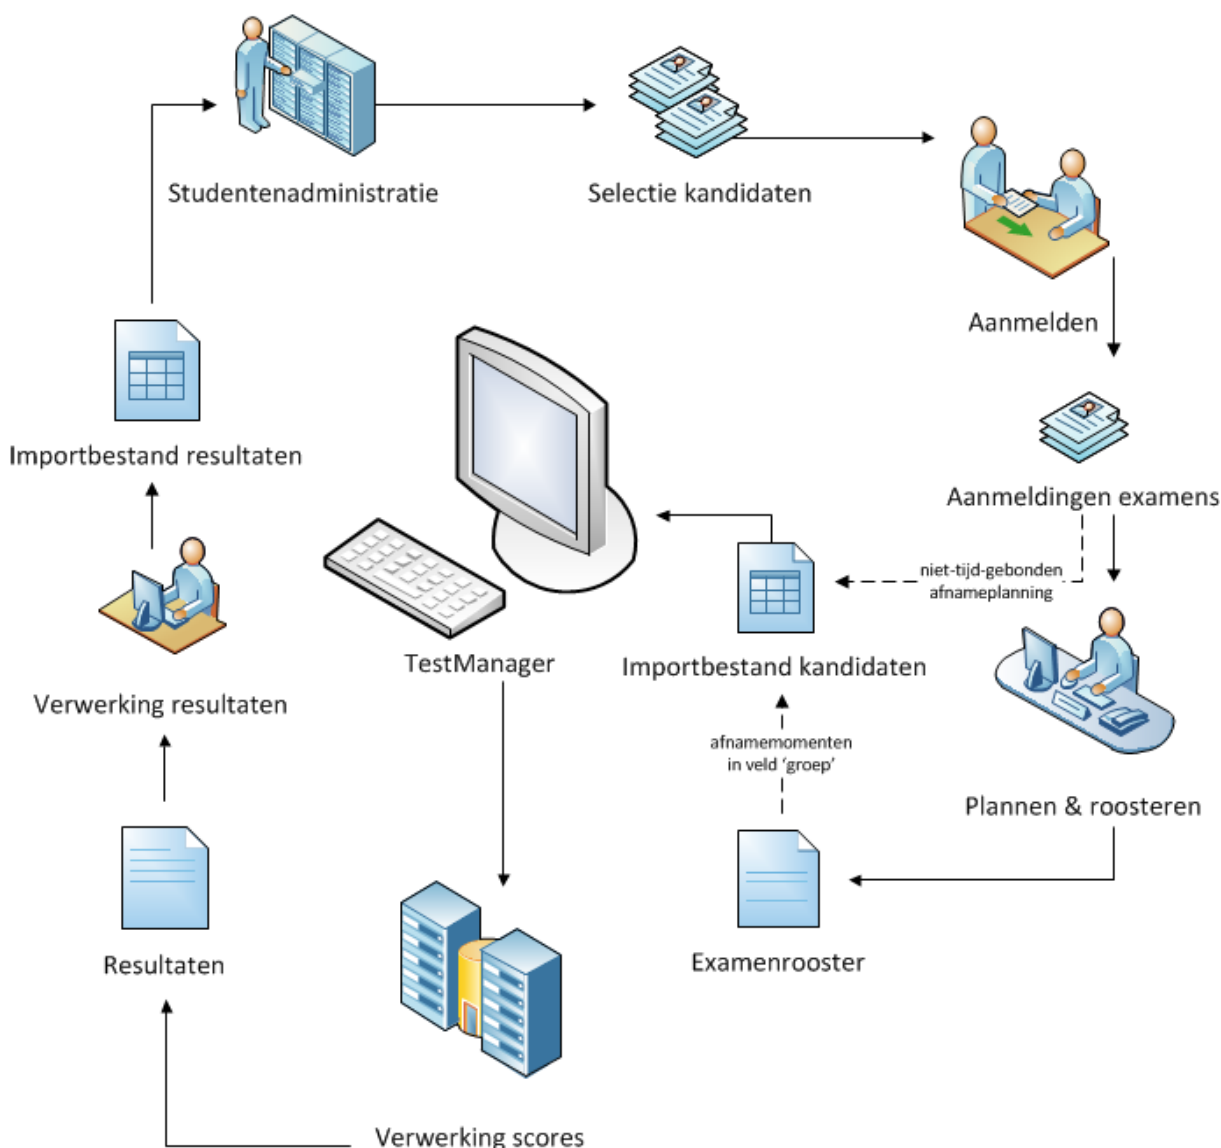 Studentenadministratie
Selectie kandidaten
Aanmelden
Importbestand resultaten
Aanmeldingen examens
niet-tijd-gebonden
afnameplanning
TestManager
Importbestand kandidaten
Verwerking resultaten
afnamemomenten
in veld ‘groep’
Plannen & roosteren
Resultaten
Examenrooster
Verwerking scores